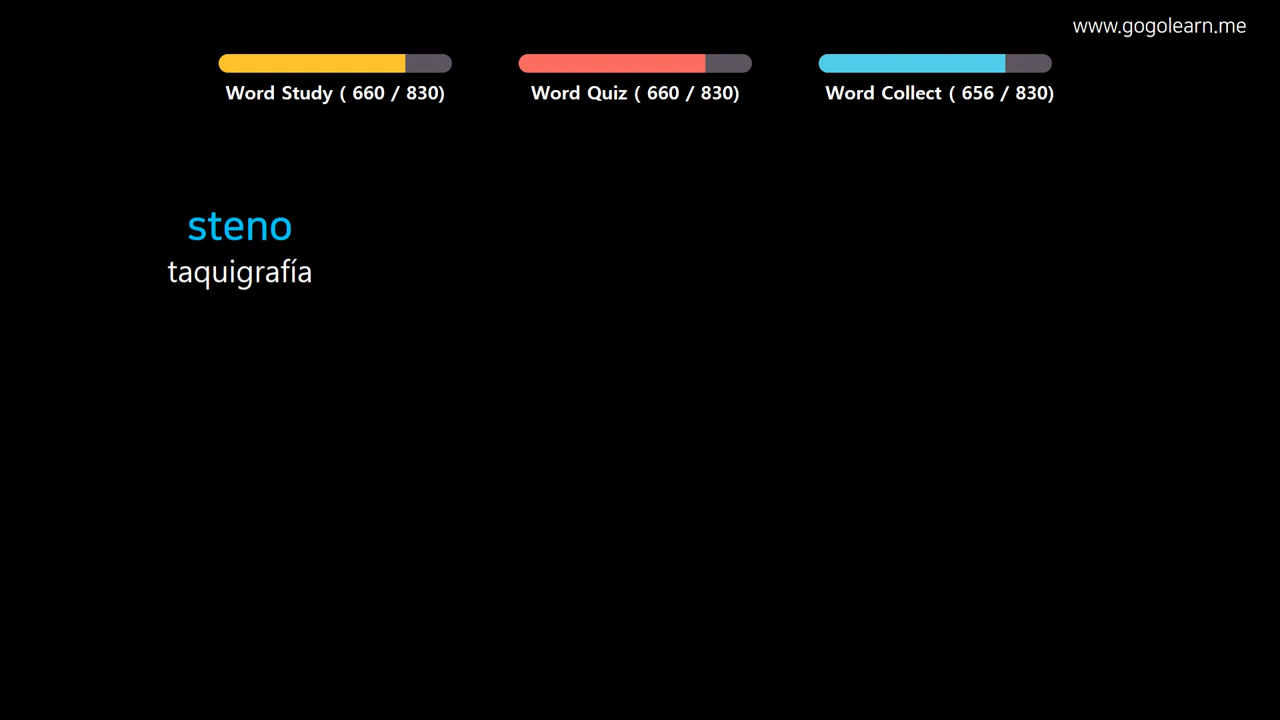 www.gogolearn.me
Word Study ( 660 / 830)
Word Quiz ( 660 / 830)
Word Collect ( 656 / 830)
steno
taquigrafía